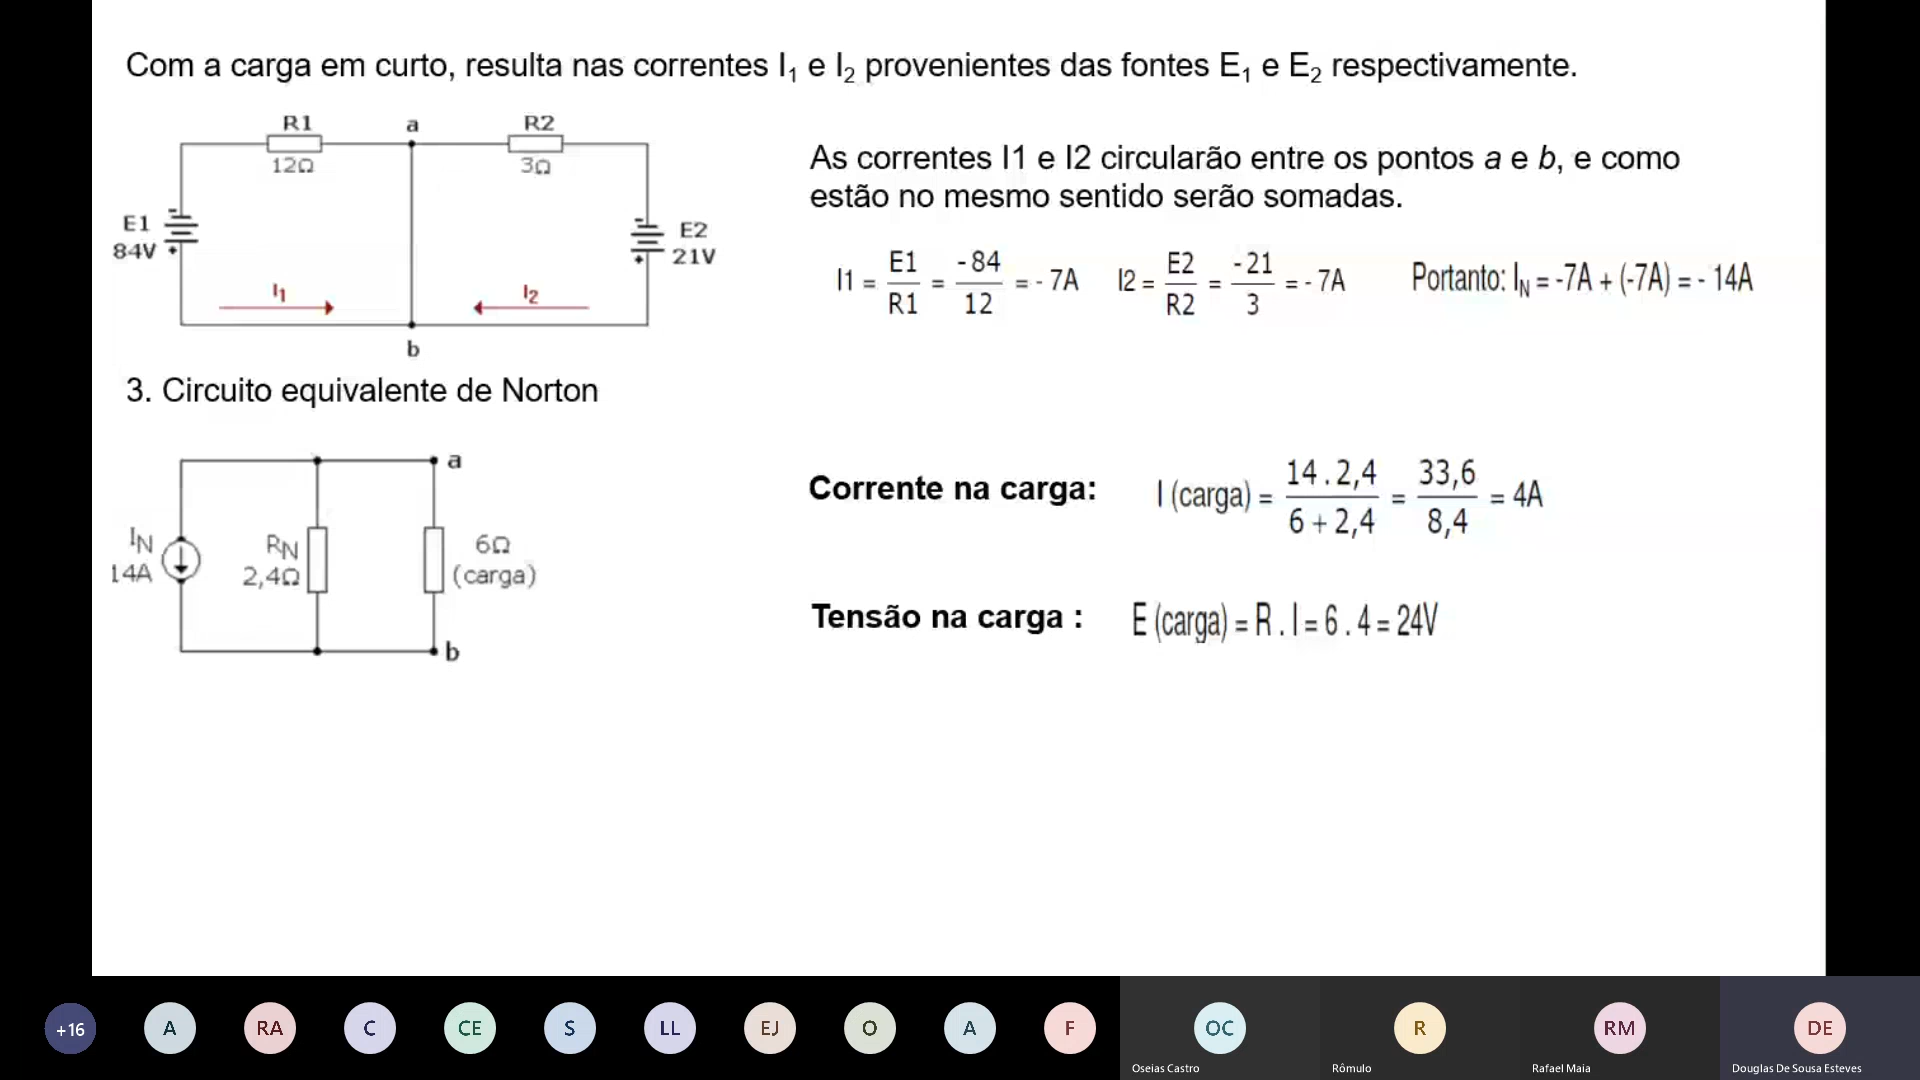 Com a carga em curto, resulta nas correntes I₁ e I₂ provenientes das fontes E₁ e E₂ respectivamente.
R1 a R2
12Ω 3Ω
E1
84V
- +
- +
E2
21V
I₁ I₂
b
As correntes I1 e I2 circularão entre os pontos a e b, e como
estão no mesmo sentido serão somadas.
I1 = E1/R1 = -84/12 = - 7A I2 = E2/R2 = -21/3 = - 7A Portanto: I_N = -7A + (-7A) = - 14A
3. Circuito equivalente de Norton
a
I_N
14A
R_N
2,4Ω
6Ω
(carga)
b
Corrente na carga: I (carga) = 14 . 2,4/6 + 2,4 = 33,6/8,4 = 4A
Tensão na carga : E (carga) = R . I = 6 . 4 = 24V
+16 A RA C CE S LL EJ O A F OC R RM DE
Oseias Castro Rômulo Rafael Maia Douglas De Sousa Esteves